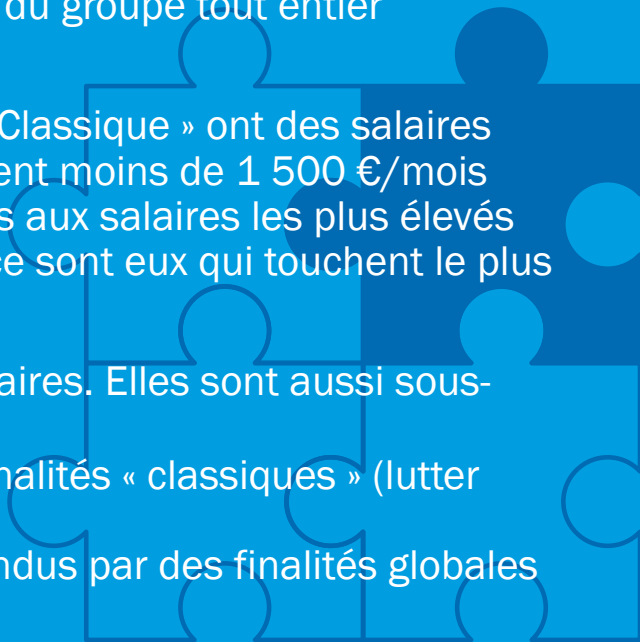 du groupe tout entier
Classique » ont des salaires
ent moins de 1 500 €/mois
s aux salaires les plus élevés
ce sont eux qui touchent le plus
aires. Elles sont aussi sous-
nalités « classiques » (lutter
ndus par des finalités globales